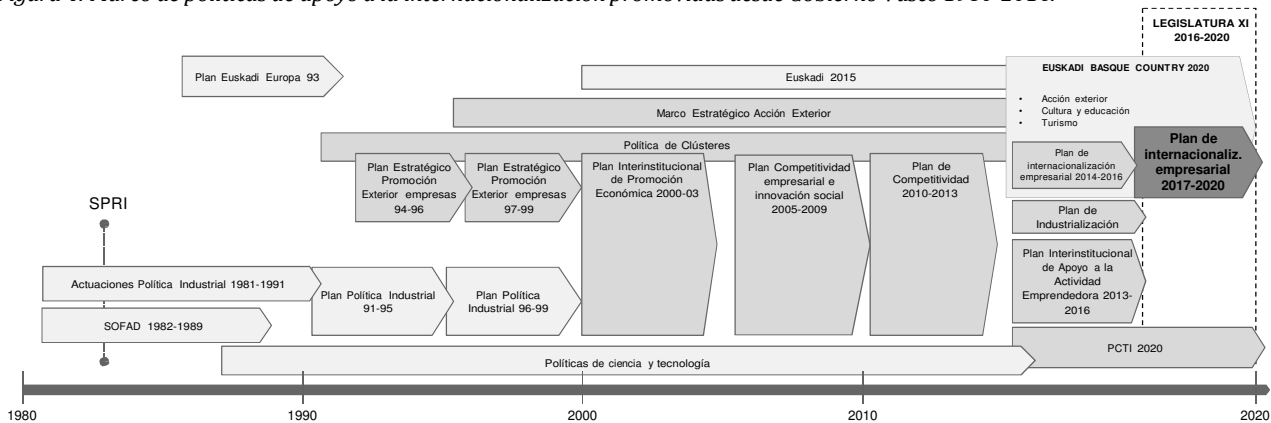 de políticas de apoyo a la internacionalización promovidas desde Gobierno Vasco
LEGISLATURA XI
2016-2020
Plan Euskadi Europa 93
Euskadi 2015
EUSKADI BASQUE COUNTRY 2020
• Acción exterior
• Cultura y educación
• Turismo
Marco Estratégico Acción Exterior
Política de Clústeres
Plan Estratégico
Promoción
Exterior empresas
94-96
Plan Estratégico
Promoción
Exterior empresas
97-99
Plan Interinstitucional
de Promoción
Económica 2000-03
Plan Competitividad
empresarial e
innovación social
2005-2009
Plan de
Competitividad
2010-2013
Plan de
internacionalización
empresarial 2014-2016
Plan de
internacionaliz.
empresarial
2017-2020
SPRI
Plan de
Industrialización
Actuaciones Política Industrial 1981-1991
Plan Política Industrial
91-95
Plan Política
Industrial 96-99
Plan Interinstitucional
de Apoyo a la
Actividad
Emprendedora 2013-
2016
SOFAD 1982-1989
PCTI 2020
Políticas de ciencia y tecnología
1980
1990
2000
2010
2020